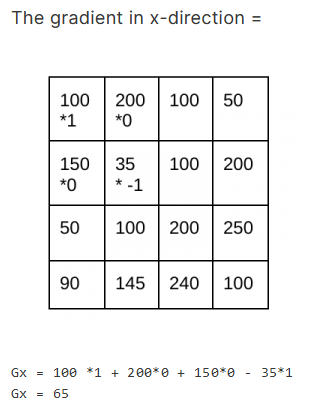 The gradient in x-direction =
100 200 100 50
*1 *0
150 35 100 200
*0 * -1
50 100 200 250
90 145 240 100
Gx = 100 *1 + 200*0 + 150*0 - 35*1
Gx = 65